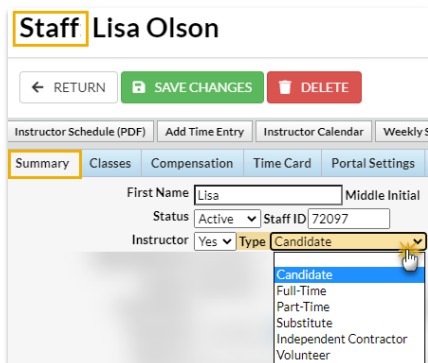 Staff Lisa Olson
← RETURN SAVE CHANGES DELETE
Instructor Schedule (PDF) Add Time Entry Instructor Calendar Weekly
Summary Classes Compensation Time Card Portal Settings
First Name Lisa Middle Initial
Status Active Staff ID 72097
Instructor Yes Type Candidate
Candidate
Full-Time
Part-Time
Substitute
Independent Contractor
Volunteer